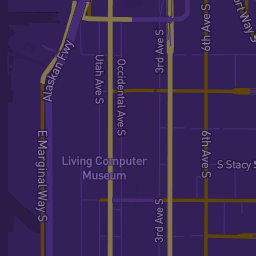 Alaskan Fwy
Utah Ave S
Occidental Ave S
3rd Ave S
6th Ave S
E Marginal Way S
Living Computer
Museum
6th Ave S
S Stacy S
3rd Ave S